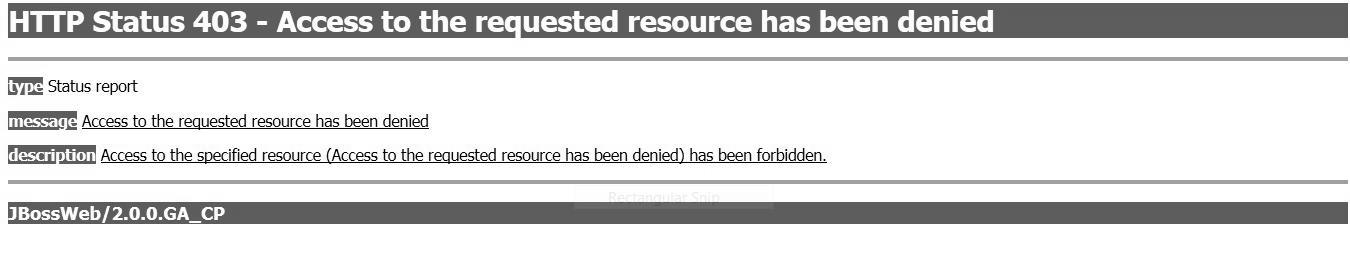 HTTP Status 403 - Access to the requested resource has been denied
type Status report
message Access to the requested resource has been denied
description Access to the specified resource (Access to the requested resource has been denied) has been forbidden.
Rectangular Snip
JBossWeb/2.0.0.GA_CP